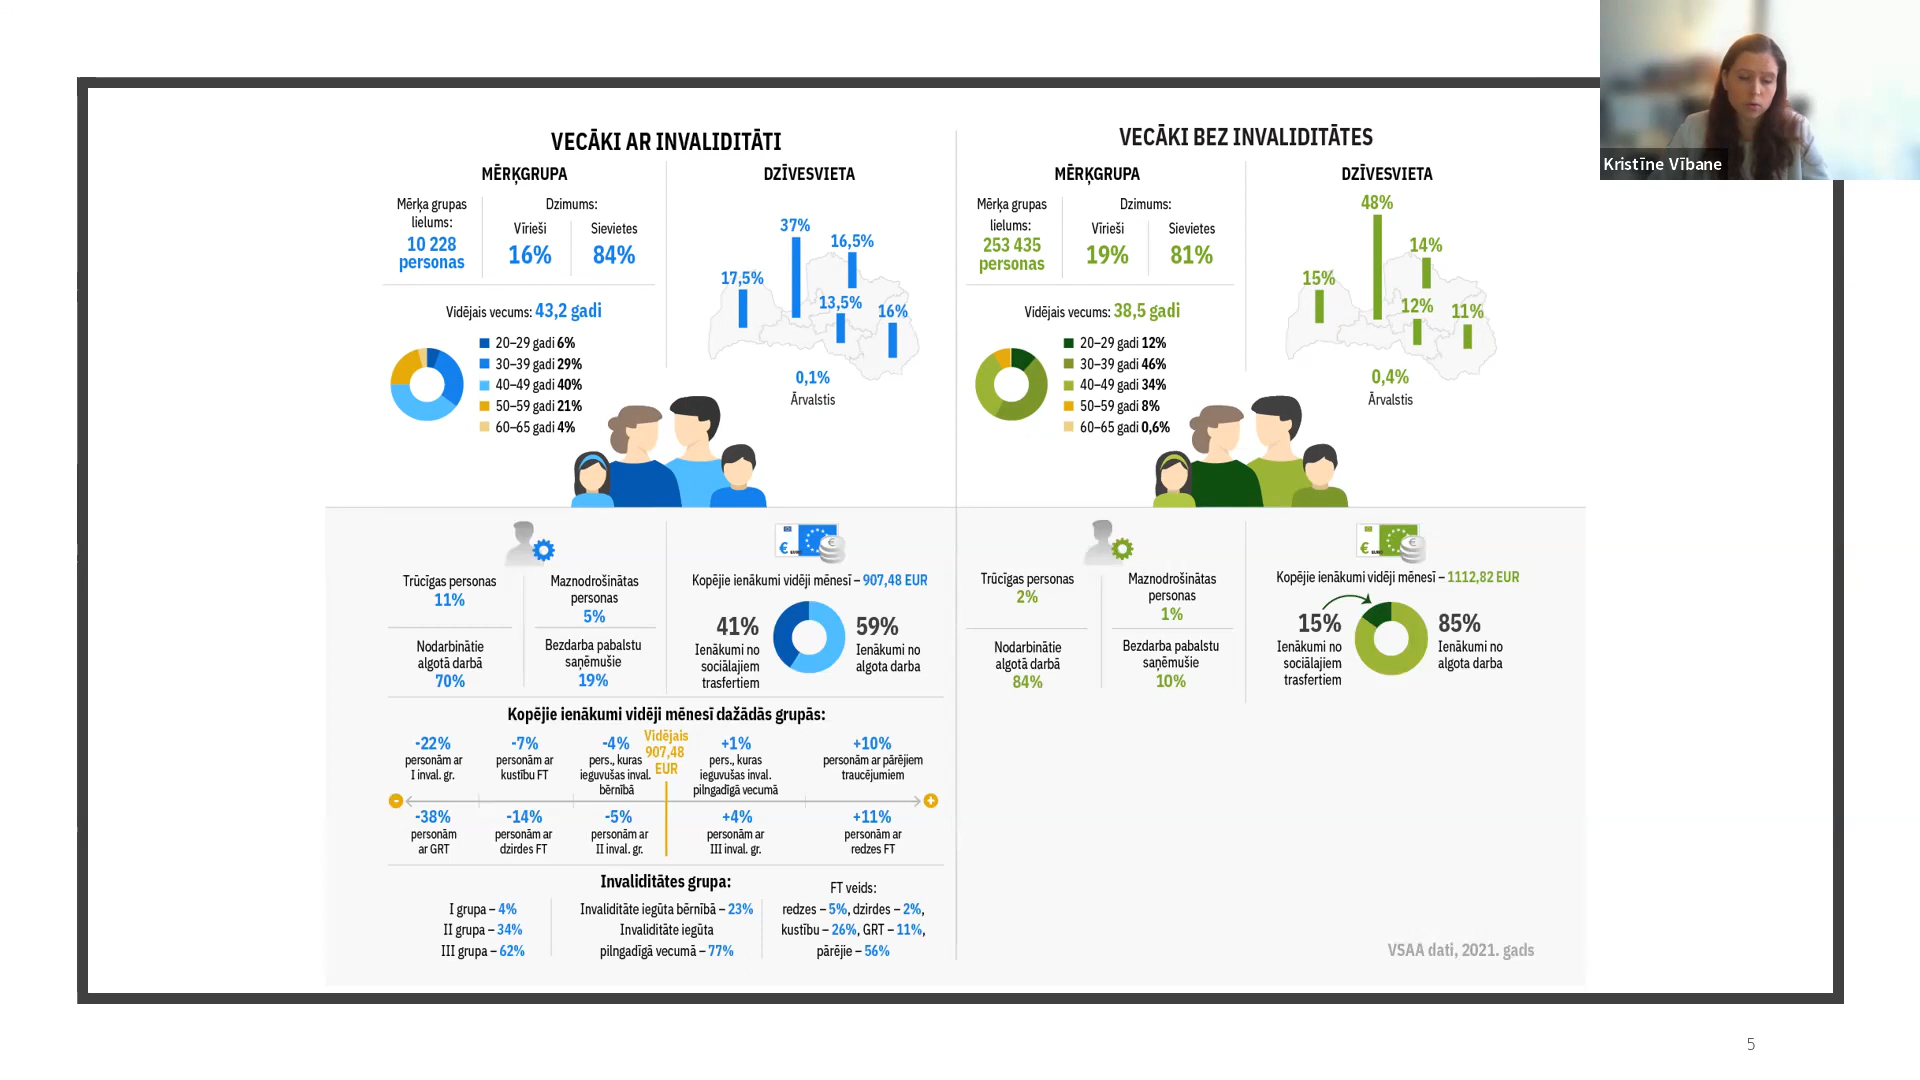 Kristīne Vībane
VECĀKI AR INVALIDITĀTI
MĒRĶGRUPA
Mērķa grupas
lielums:
10 228
personas
Dzimums:
Vīrieši
16%
Sievietes
84%
Vidējais vecums: 43,2 gadi
20–29 gadi 6%
30–39 gadi 29%
40–49 gadi 40%
50–59 gadi 21%
60–65 gadi 4%
DZĪVESVIETA
37%
16,5%
17,5%
13,5%
16%
0,1%
Ārvalstis
Trūcīgas personas
11%
Maznodrošinātas
personas
5%
Nodarbinātie
algotā darbā
70%
Bezdarba pabalstu
saņēmušie
19%
Kopējie ienākumi vidēji mēnesī – 907,48 EUR
41%
Ienākumi no
sociālajiem
trasfertiem
59%
Ienākumi no
algota darba
Kopējie ienākumi vidēji mēnesī dažādās grupās:
-22%
personām ar
I inval. gr.
-7%
personām ar
kustību FT
-4%
pers., kuras
ieguvušas inval.
bērnībā
Vidējais
907,48
EUR
+1%
pers., kuras
ieguvušas inval.
pilngadīgā vecumā
+10%
personām ar pārējiem
traucējumiem
-
+
-38%
personām
ar GRT
-14%
personām ar
dzirdes FT
-5%
personām ar
II inval. gr.
+4%
personām ar
III inval. gr.
+11%
personām ar
redzes FT
Invaliditātes grupa:
I grupa – 4%
II grupa – 34%
III grupa – 62%
Invaliditāte iegūta bērnībā – 23%
Invaliditāte iegūta
pilngadīgā vecumā – 77%
FT veids:
redzes – 5%, dzirdes – 2%,
kustību – 26%, GRT – 11%,
pārējie – 56%
VECĀKI BEZ INVALIDITĀTES
MĒRĶGRUPA
Mērķa grupas
lielums:
253 435
personas
Dzimums:
Vīrieši
19%
Sievietes
81%
Vidējais vecums: 38,5 gadi
20–29 gadi 12%
30–39 gadi 46%
40–49 gadi 34%
50–59 gadi 8%
60–65 gadi 0,6%
DZĪVESVIETA
48%
14%
15%
12%
11%
0,4%
Ārvalstis
Trūcīgas personas
2%
Maznodrošinātas
personas
1%
Nodarbinātie
algotā darbā
84%
Bezdarba pabalstu
saņēmušie
10%
Kopējie ienākumi vidēji mēnesī – 1112,82 EUR
15%
Ienākumi no
sociālajiem
trasfertiem
85%
Ienākumi no
algota darba
VSAA dati, 2021. gads
5